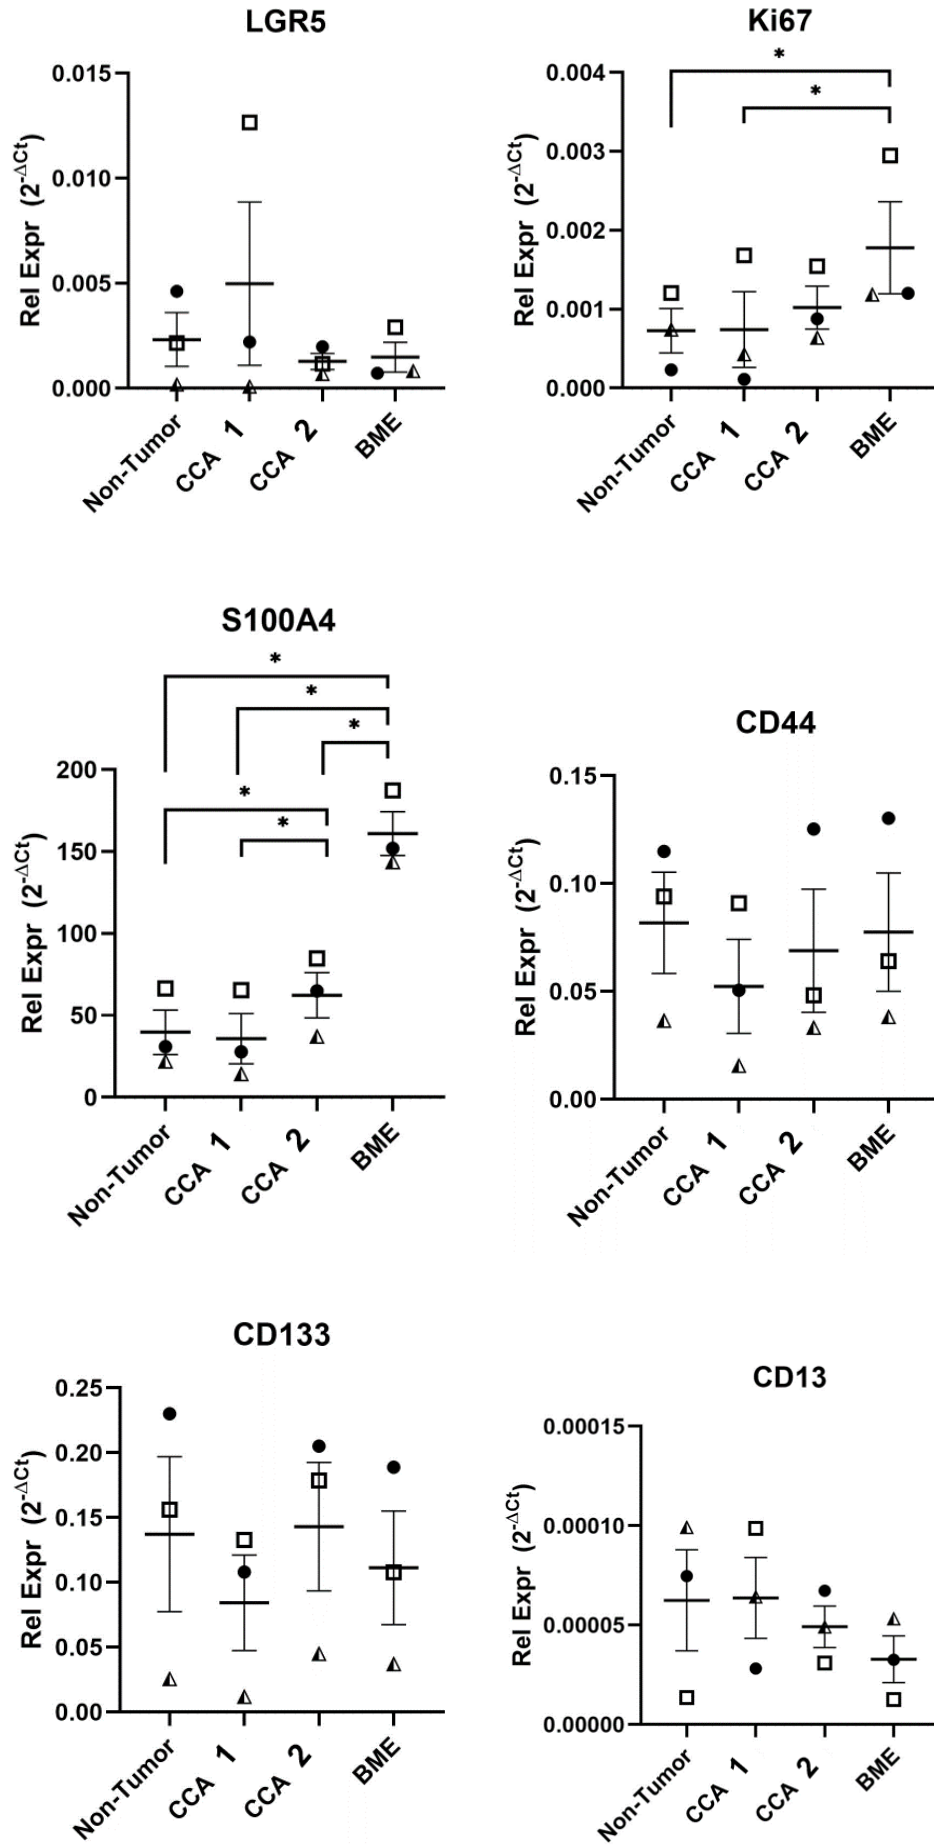 LGR5
Rel Expr (2-ΔCt)
0.015
0.010
0.005
0.000
Non-Tumor
CCA 1
CCA 2
BME
Ki67
Rel Expr (2-ΔCt)
0.004
0.003
0.002
0.001
0.000
*
*
Non-Tumor
CCA 1
CCA 2
BME
S100A4
Rel Expr (2-ΔCt)
200
150
100
50
0
*
*
*
*
*
Non-Tumor
CCA 1
CCA 2
BME
CD44
Rel Expr (2-ΔCt)
0.15
0.10
0.05
0.00
Non-Tumor
CCA 1
CCA 2
BME
CD133
Rel Expr (2-ΔCt)
0.25
0.20
0.15
0.10
0.05
0.00
Non-Tumor
CCA 1
CCA 2
BME
CD13
Rel Expr (2-ΔCt)
0.00015
0.00010
0.00005
0.00000
Non-Tumor
CCA 1
CCA 2
BME